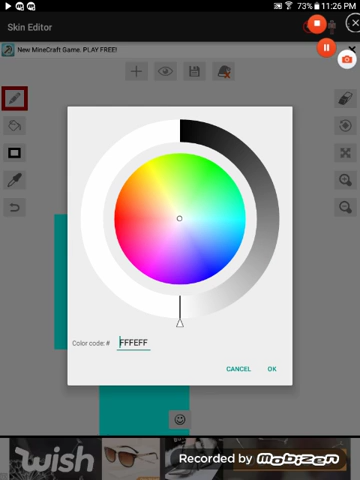 73% 11:26 PM
Skin Editor
New MineCraft Game. PLAY FREE!
Color code: # FFFEFF
CANCEL OK
wish
Recorded by MOBIZEN